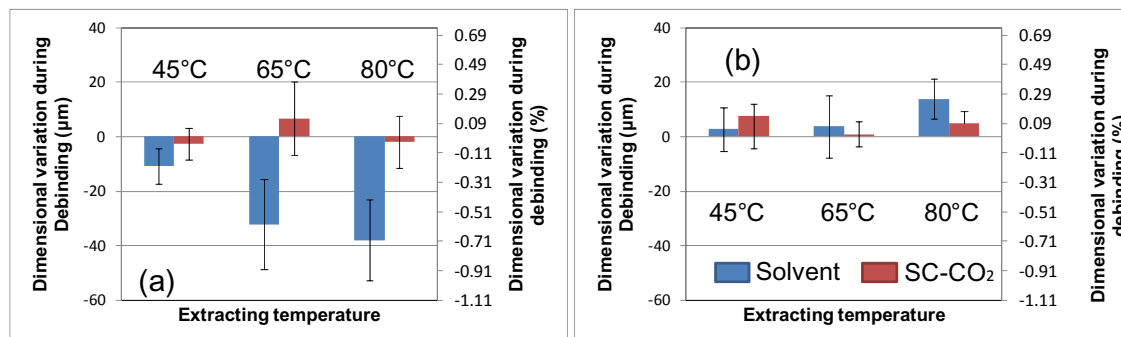 Dimensional variation during
Debinding (µm)
40
20
0
-20
-40
-60
45°C 65°C 80°C
(a)
Extracting temperature
0.69
0.49
0.29
0.09
-0.11
-0.31
-0.51
-0.71
-0.91
-1.11
Dimensional variation during
debinding (%)
Dimensional variation during
Debinding (µm)
40
20
0
-20
-40
-60
(b)
45°C 65°C 80°C
Solvent SC-CO₂
Extracting temperature
0.69
0.49
0.29
0.09
-0.11
-0.31
-0.51
-0.71
-0.91
-1.11
Dimensional variation during
debinding (%)